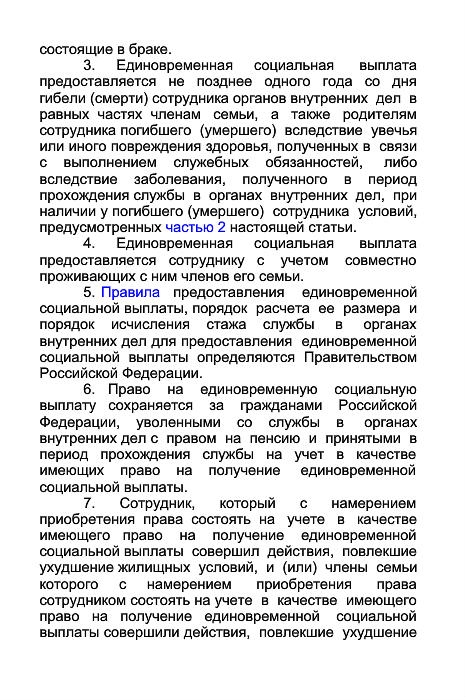 состоящие в браке.
3. Единовременная социальная выплата
предоставляется не позднее одного года со дня
гибели (смерти) сотрудника органов внутренних дел в
равных частях членам семьи, а также родителям
сотрудника погибшего (умершего) вследствие увечья
или иного повреждения здоровья, полученных в связи
с выполнением служебных обязанностей, либо
вследствие заболевания, полученного в период
прохождения службы в органах внутренних дел, при
наличии у погибшего (умершего) сотрудника условий,
предусмотренных частью 2 настоящей статьи.
4. Единовременная социальная выплата
предоставляется сотруднику с учетом совместно
проживающих с ним членов его семьи.
5. Правила предоставления единовременной
социальной выплаты, порядок расчета ее размера и
порядок исчисления стажа службы в органах
внутренних дел для предоставления единовременной
социальной выплаты определяются Правительством
Российской Федерации.
6. Право на единовременную социальную
выплату сохраняется за гражданами Российской
Федерации, уволенными со службы в органах
внутренних дел с правом на пенсию и принятыми в
период прохождения службы на учет в качестве
имеющих право на получение единовременной
социальной выплаты.
7. Сотрудник, который с намерением
приобретения права состоять на учете в качестве
имеющего право на получение единовременной
социальной выплаты совершил действия, повлекшие
ухудшение жилищных условий, и (или) члены семьи
которого с намерением приобретения права
сотрудником состоять на учете в качестве имеющего
право на получение единовременной социальной
выплаты совершили действия, повлекшие ухудшение